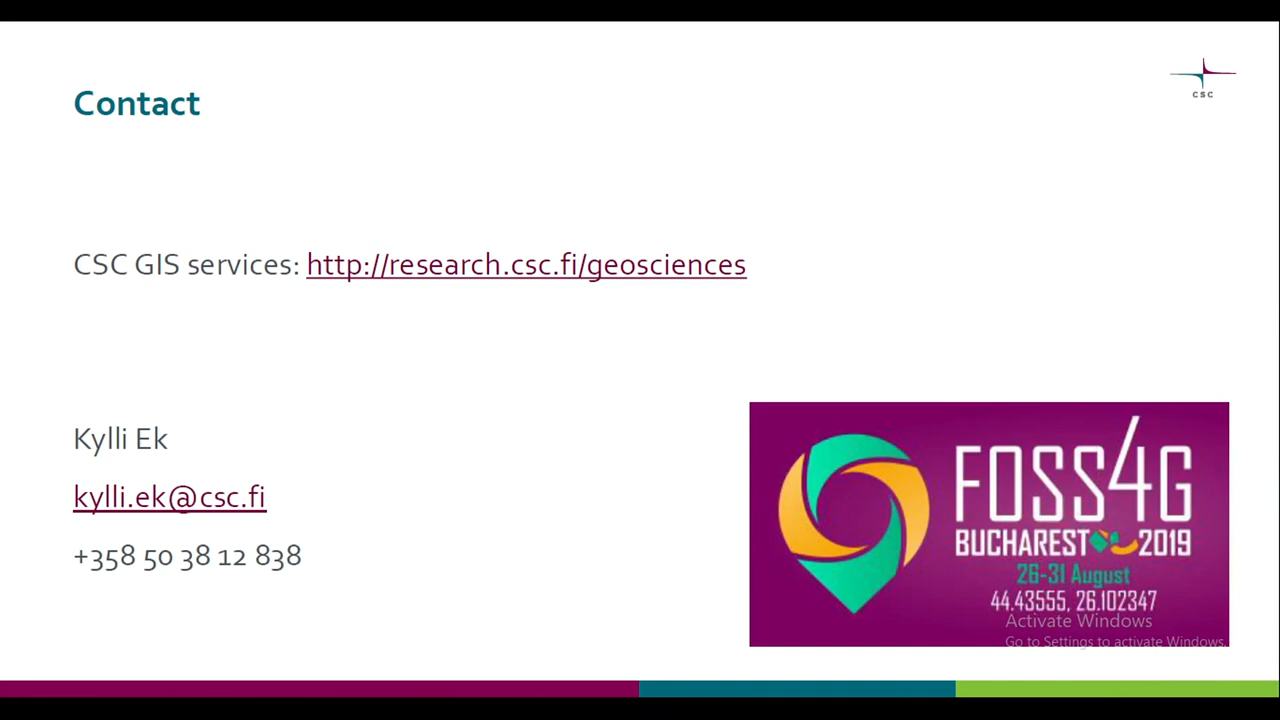 Contact
CSC
CSC GIS services: http://research.csc.fi/geosciences
Kylli Ek
kylli.ek@csc.fi
+358 50 38 12 838
FOSS4G
BUCHAREST 2019
26-31 August
44.43555, 26.102347
Activate Windows
Go to Settings to activate Windows.